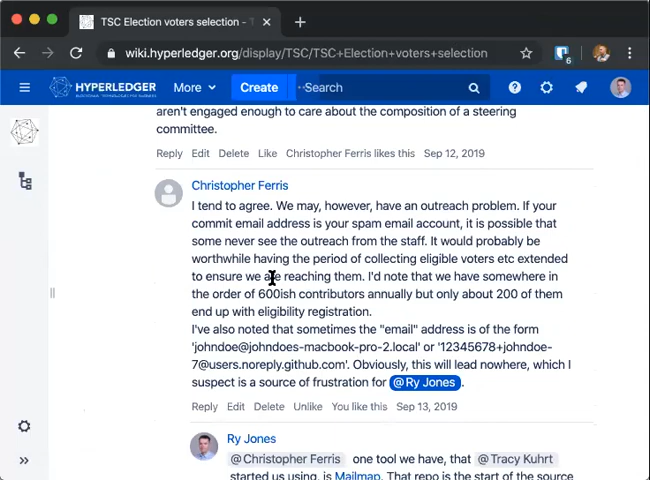 TSC Election voters selection - T
wiki.hyperledger.org/display/TSC/TSC+Election+voters+selection
6
HYPERLEDGER
More
Create
Search
aren't engaged enough to care about the composition of a steering
committee.
Reply Edit Delete Like Christopher Ferris likes this Sep 12, 2019
Christopher Ferris
I tend to agree. We may, however, have an outreach problem. If your
commit email address is your spam email account, it is possible that
some never see the outreach from the staff. It would probably be
worthwhile having the period of collecting eligible voters etc extended
to ensure we are reaching them. I'd note that we have somewhere in
the order of 600ish contributors annually but only about 200 of them
end up with eligibility registration.
I've also noted that sometimes the "email" address is of the form
'johndoe@johndoes-macbook-pro-2.local' or '12345678+johndoe-
7@users.noreply.github.com'. Obviously, this will lead nowhere, which I
suspect is a source of frustration for @Ry Jones.
Reply Edit Delete Unlike You like this Sep 13, 2019
Ry Jones
@Christopher Ferris one tool we have, that @Tracy Kuhrt
started us using, is Mailmap. That repo is the start of the source